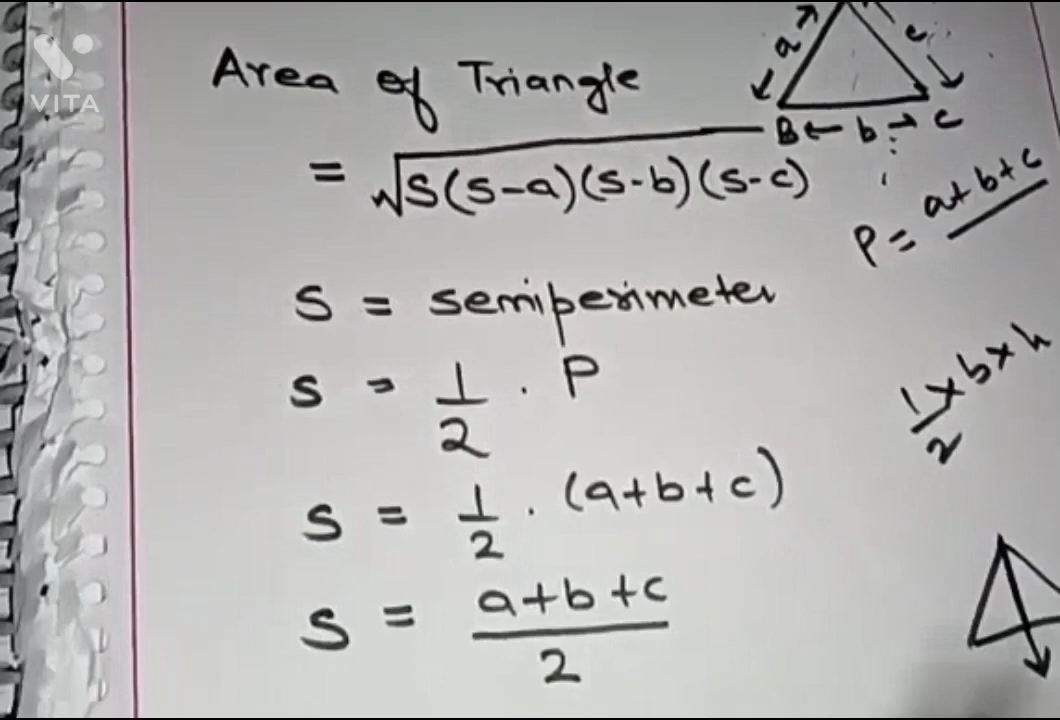 VITA
Area of Triangle
= √S(S-a)(S-b)(S-c)
a
c
B ← b → C
P = a+b+c
S = semiperimeter
S = 1/2 . P
1/2 × b × h
S = 1/2 . (a+b+c)
S = a+b+c
2